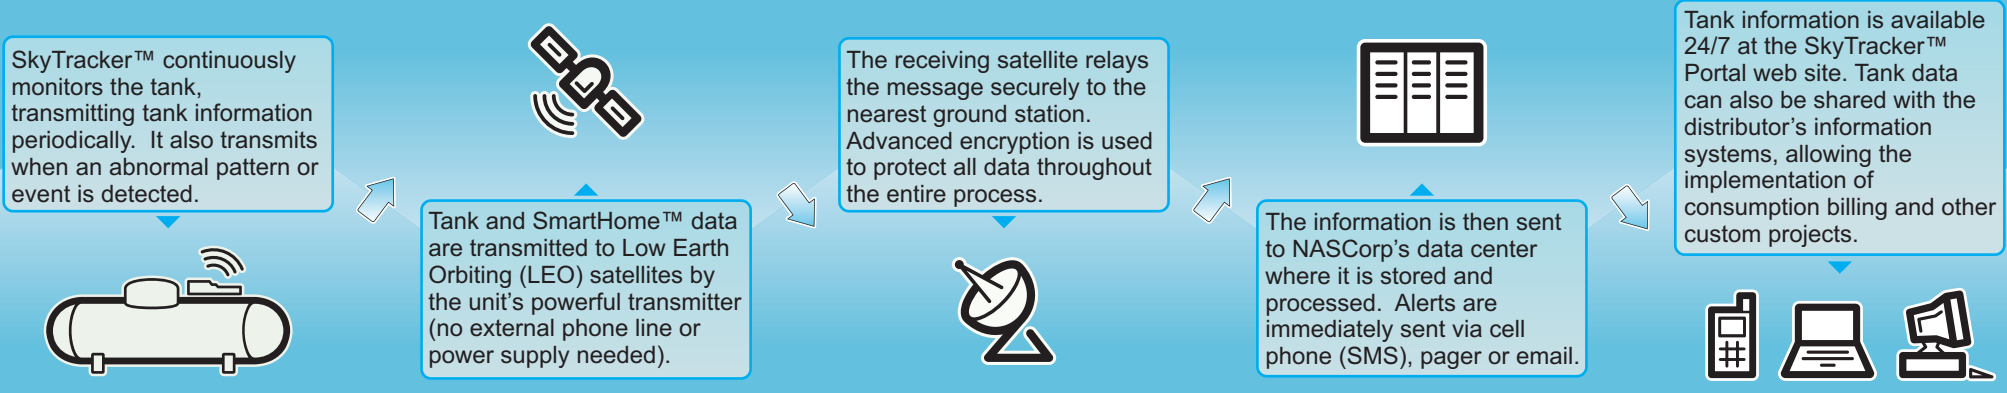 SkyTracker™ continuously
monitors the tank,
transmitting tank information
periodically.  It also transmits
when an abnormal pattern or
event is detected.
Tank and SmartHome™ data
are transmitted to Low Earth
Orbiting (LEO) satellites by
the unit's powerful transmitter
(no external phone line or
power supply needed).
The receiving satellite relays
the message securely to the
nearest ground station.
Advanced encryption is used
to protect all data throughout
the entire process.
The information is then sent
to NASCorp's data center
where it is stored and
processed.  Alerts are
immediately sent via cell
phone (SMS), pager or email.
Tank information is available
24/7 at the SkyTracker™
Portal web site. Tank data
can also be shared with the
distributor's information
systems, allowing the
implementation of
consumption billing and other
custom projects.